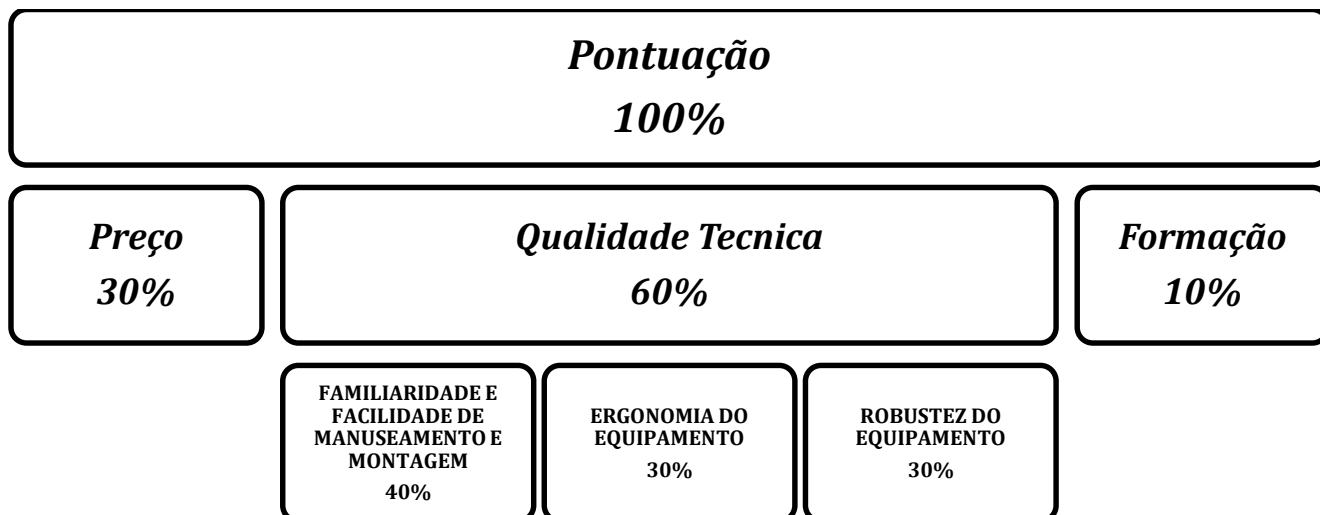 Pontuação
100%
Preço
30%
Qualidade Tecnica
60%
Formação
10%
FAMILIARIDADE E
FACILIDADE DE
MANUSEAMENTO E
MONTAGEM
40%
ERGONOMIA DO
EQUIPAMENTO
30%
ROBUSTEZ DO
EQUIPAMENTO
30%